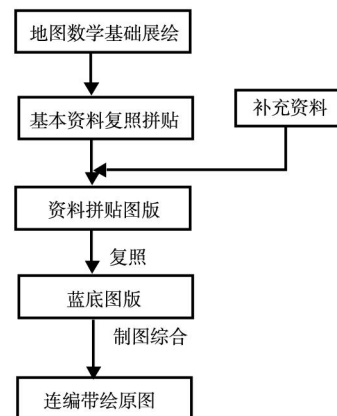 地图数学基础展绘
基本资料复照拼贴
补充资料
资料拼贴图版
复照
蓝底图版
制图综合
连编带绘原图